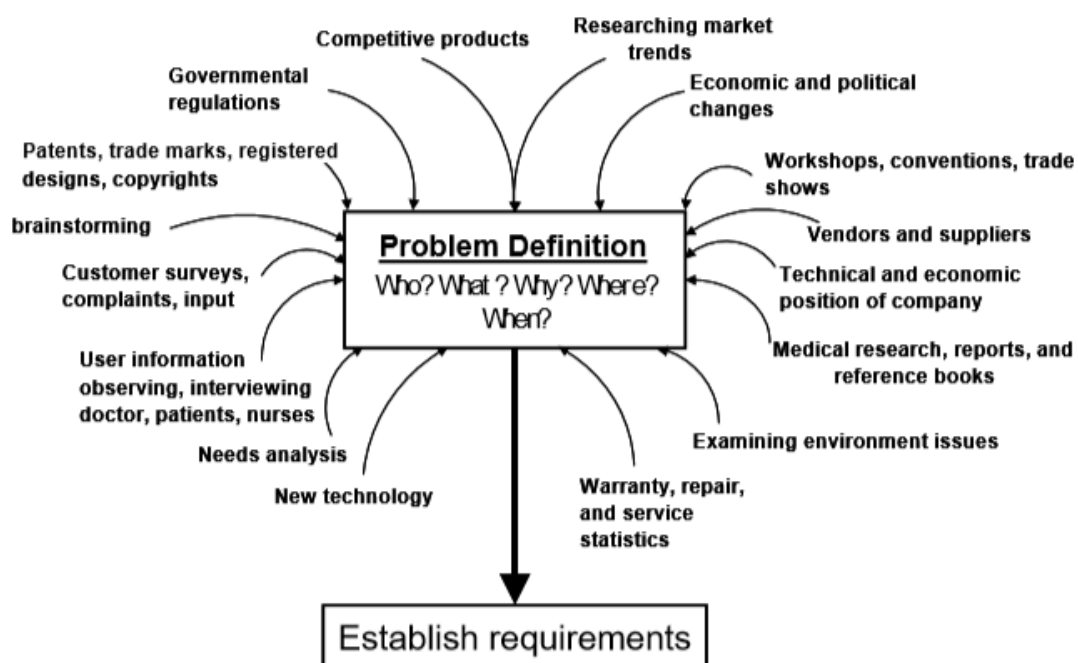 Competitive products
Researching market
trends
Governmental
regulations
Economic and political
changes
Patents, trade marks, registered
designs, copyrights
Workshops, conventions, trade
shows
brainstorming
Vendors and suppliers
Problem Definition
Who? What ? Why? Where?
When?
Customer surveys,
complaints, input
Technical and economic
position of company
User information
observing, interviewing
doctor, patients, nurses
Medical research, reports, and
reference books
Needs analysis
Examining environment issues
New technology
Warranty, repair,
and service
statistics
Establish requirements